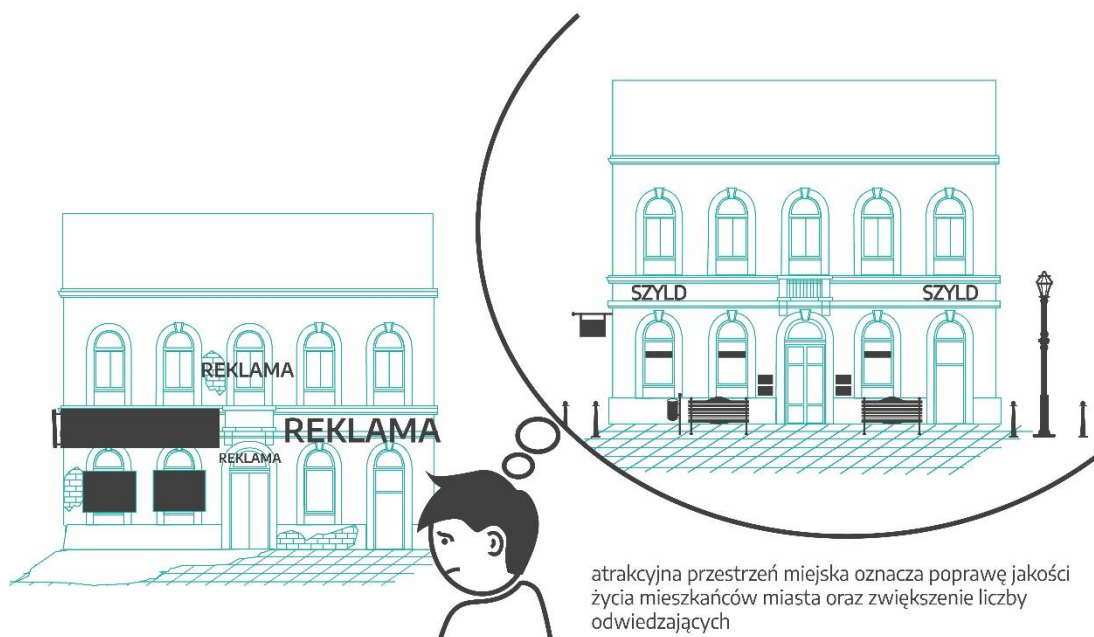 SZYLD
SZYLD
REKLAMA
REKLAMA
REKLAMA
atrakcyjna przestrzeń miejska oznacza poprawę jakości
życia mieszkańców miasta oraz zwiększenie liczby
odwiedzających